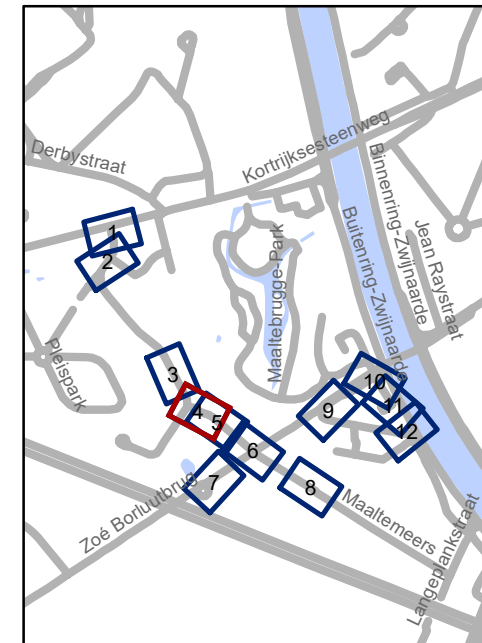 Derbystraat
Kortrijksesteenweg
Binnenring-Zwijnaarde
Jean Raystraat
Buitenring-Zwijnaarde
Maaltebrugge-Park
1
2
Pleispark
3
4
5
6
7
8
9
10
11
12
Zoé Borluutbrug
Maaltemeers
Langeplankstraat